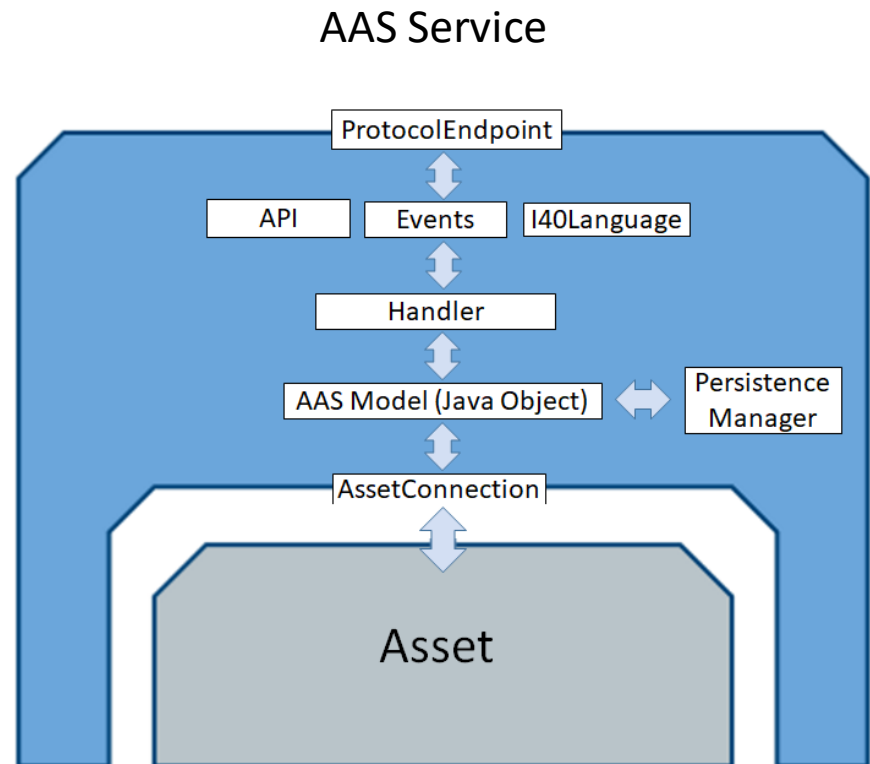 AAS Service
ProtocolEndpoint
API
Events
I40Language
Handler
AAS Model (Java Object)
Persistence
Manager
AssetConnection
Asset